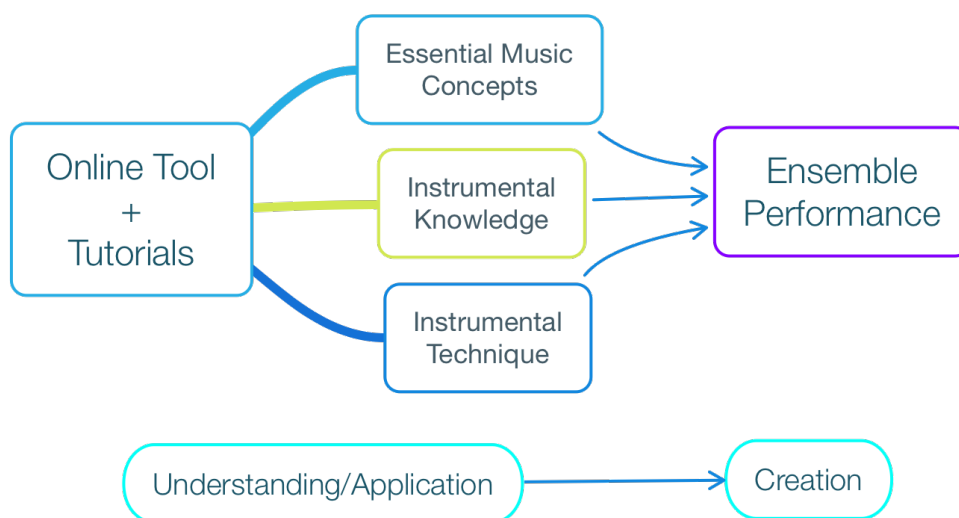 Online Tool
+
Tutorials
Essential Music
Concepts
Instrumental
Knowledge
Instrumental
Technique
Ensemble
Performance
Understanding/Application
Creation